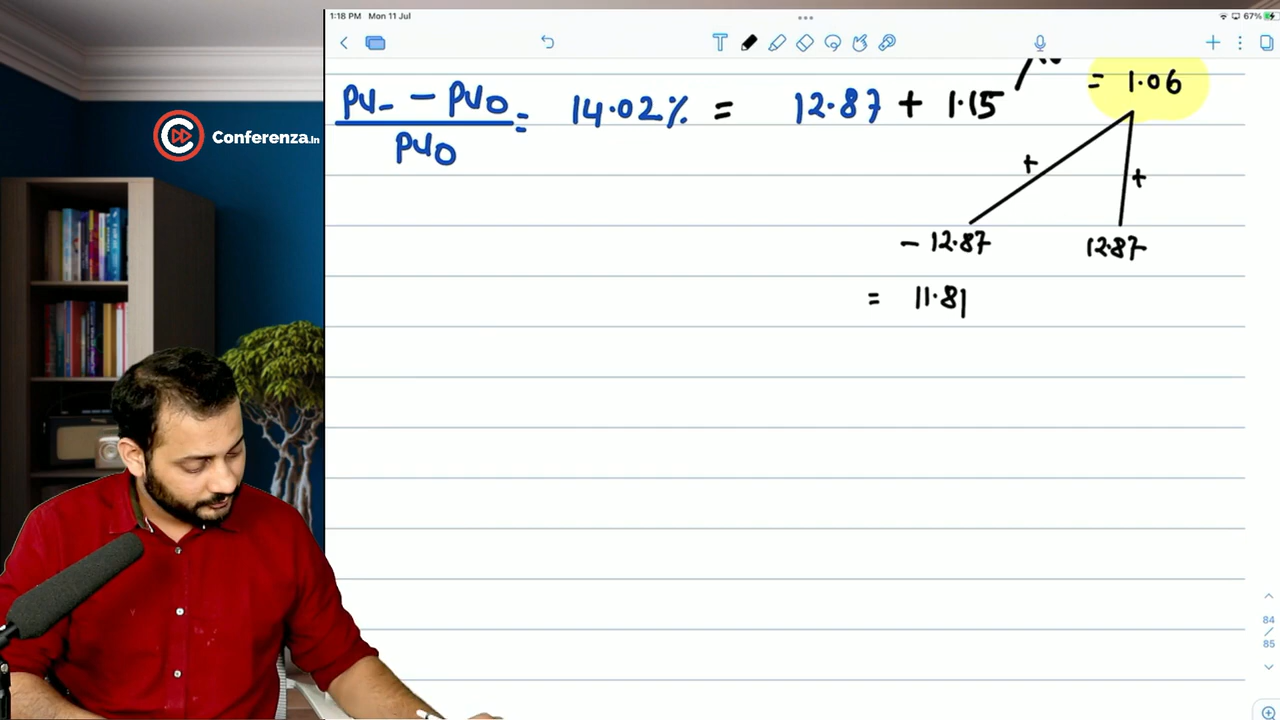 1:18 PM Mon 11 Jul
67%
= 1.06
PV- - PV0
PV0
= 14.02% = 12.87 + 1.15
+ +
- 12.87 12.87
= 11.81
Conferenza.in
84
/
85